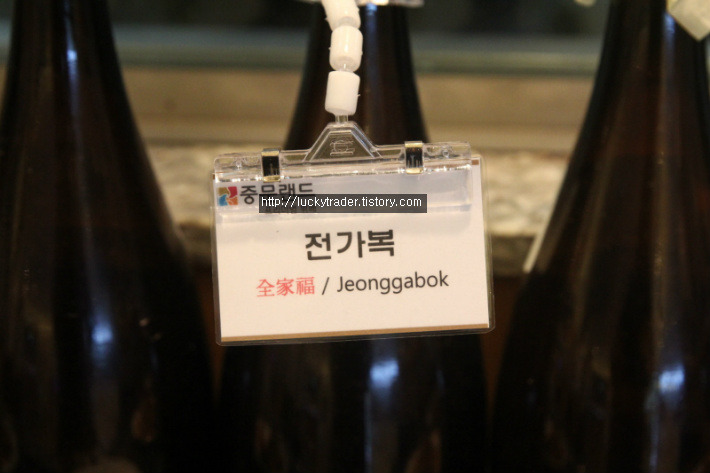 중문랜드
http://luckytrader.tistory.com
전가복
全家福 / Jeonggabok